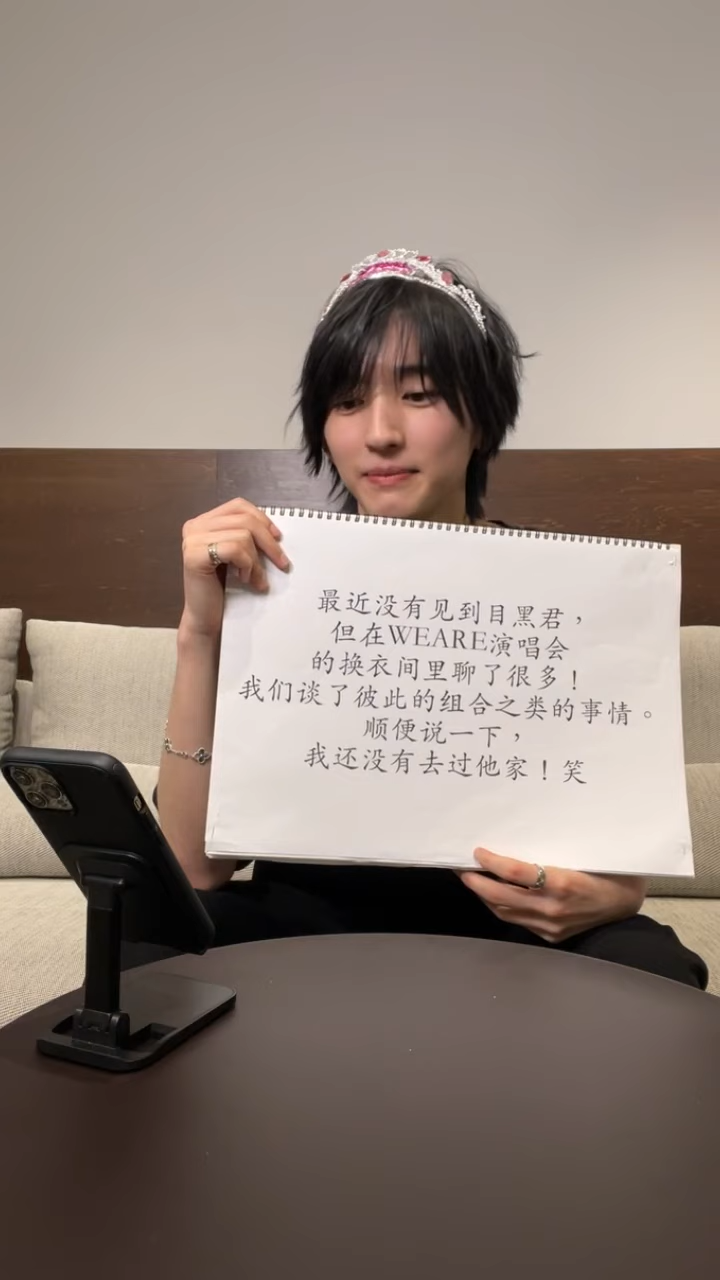 最近没有见到目黑君，
但在WEARE演唱会
的换衣间里聊了很多！
我们谈了彼此的组合之类的事情。
顺便说一下，
我还没有去过他家！笑